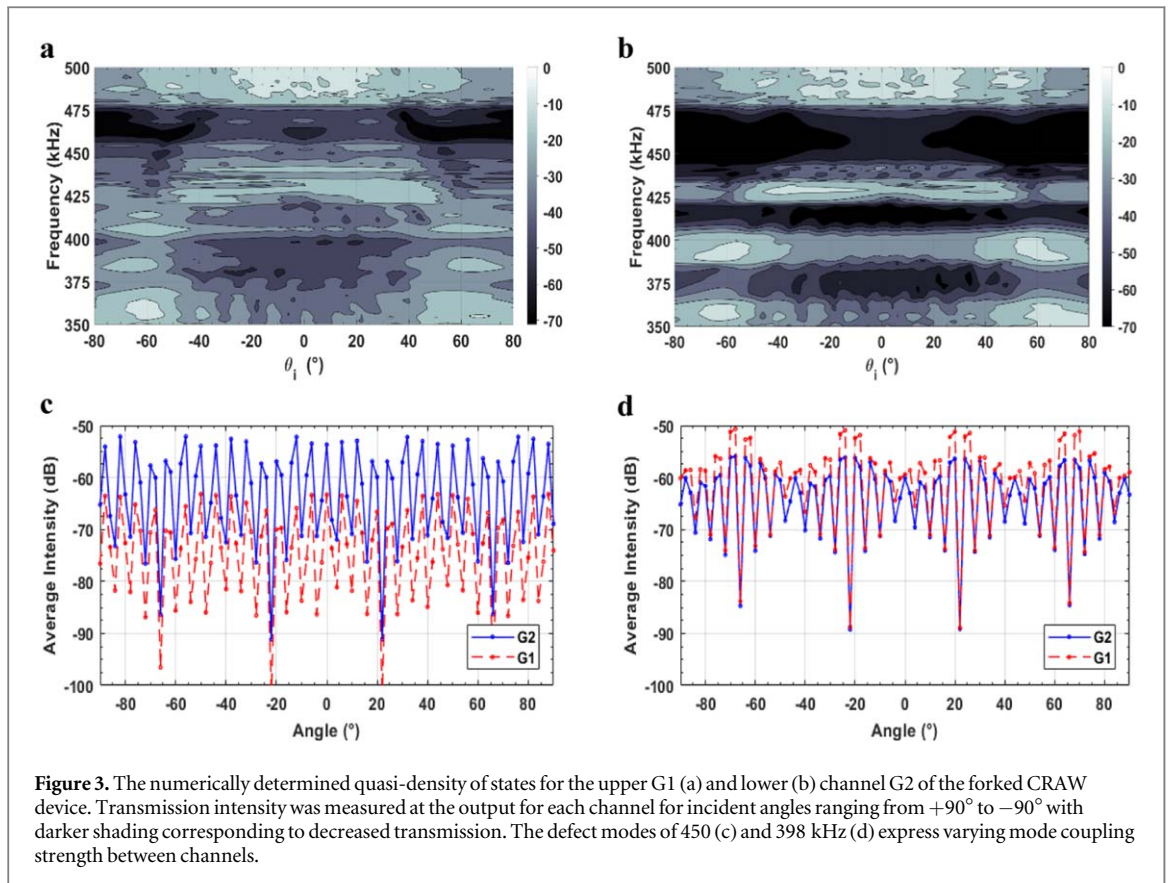 a
b
500
475
450
425
400
375
350
Frequency (kHz)
-80 -60 -40 -20 0 20 40 60 80
θi (°)
0
-10
-20
-30
-40
-50
-60
-70
500
475
450
425
400
375
350
Frequency (kHz)
-80 -60 -40 -20 0 20 40 60 80
θi (°)
0
-10
-20
-30
-40
-50
-60
-70
c
d
-50
-60
-70
-80
-90
-100
Average Intensity (dB)
-80 -60 -40 -20 0 20 40 60 80
Angle (°)
G2
G1
-50
-60
-70
-80
-90
-100
Average Intensity (dB)
-80 -60 -40 -20 0 20 40 60 80
Angle (°)
G2
G1
Figure 3. The numerically determined quasi-density of states for the upper G1 (a) and lower (b) channel G2 of the forked CRAW
device. Transmission intensity was measured at the output for each channel for incident angles ranging from +90° to −90° with
darker shading corresponding to decreased transmission. The defect modes of 450 (c) and 398 kHz (d) express varying mode coupling
strength between channels.